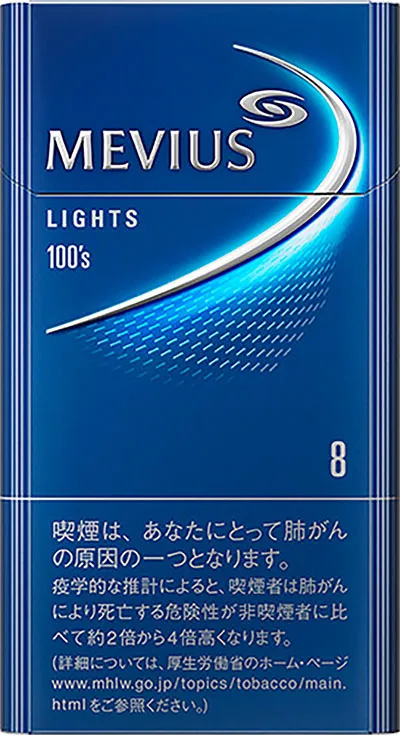 MEVIUS
LIGHTS
100's
8
喫煙は、あなたにとって肺がん
の原因の一つとなります。
疫学的な推計によると、喫煙者は肺がん
により死亡する危険性が非喫煙者に比
べて約2倍から4倍高くなります。
(詳細については、厚生労働省のホーム・ページ
www.mhlw.go.jp/topics/tobacco/main.
htmlをご参照ください。)